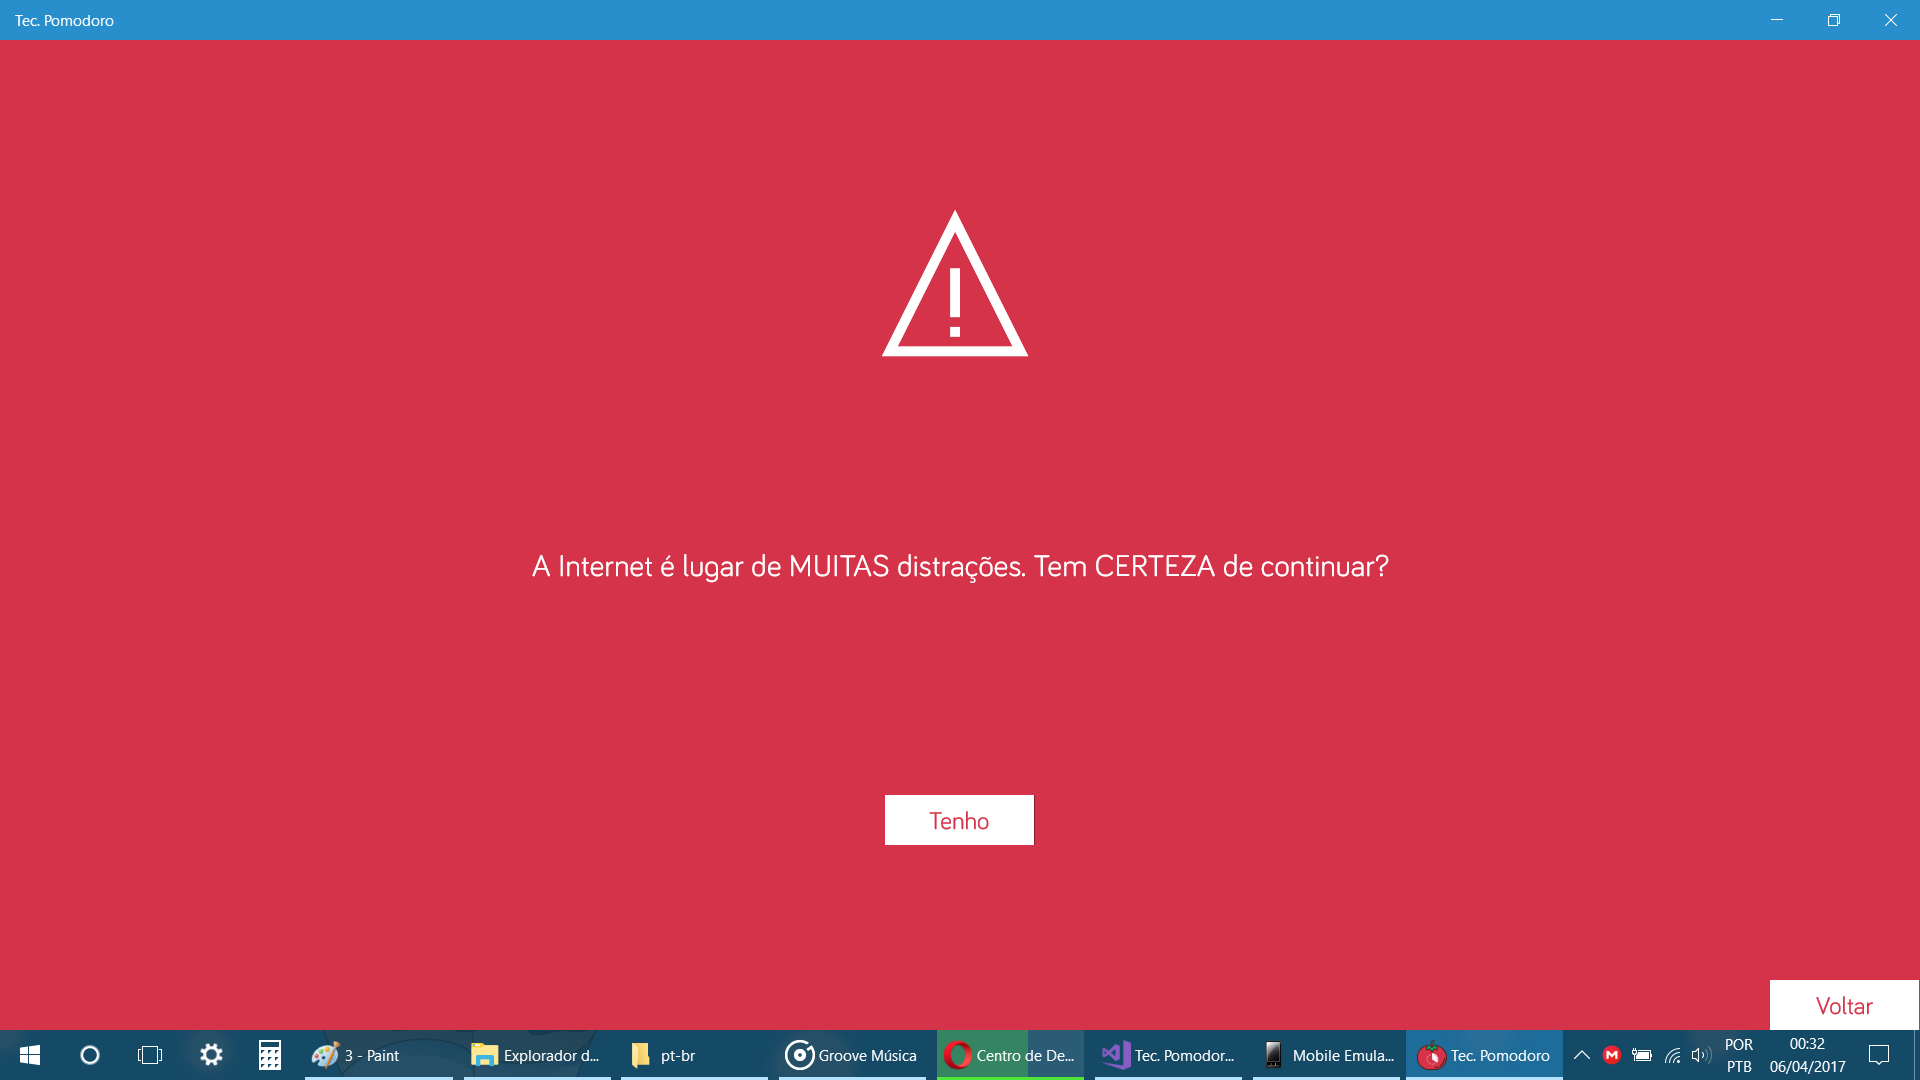 Tec. Pomodoro
A Internet é lugar de MUITAS distrações. Tem CERTEZA de continuar?
Tenho
Voltar
3 - Paint
Explorador d...
pt-br
Groove Música
Centro de De...
Tec. Pomodor...
Mobile Emula...
Tec. Pomodoro
POR
PTB
00:32
06/04/2017